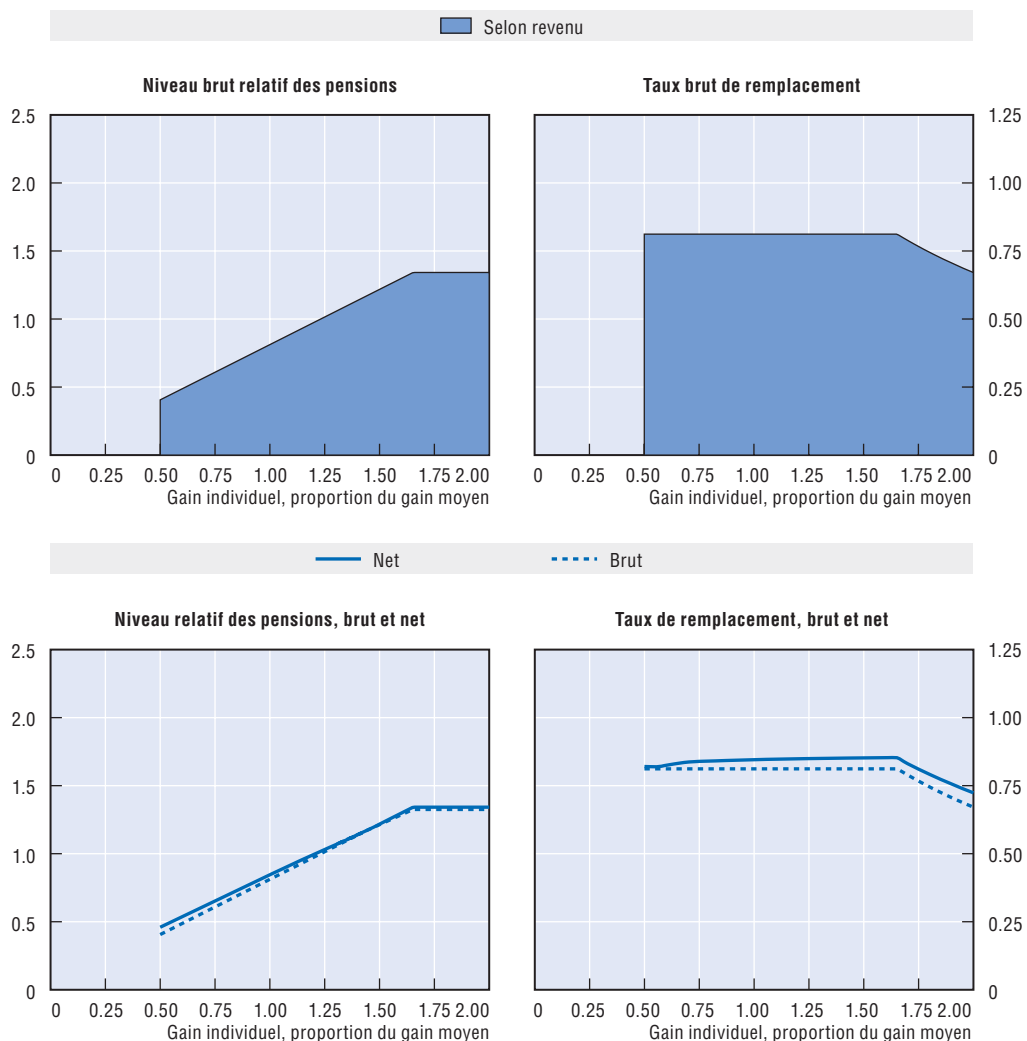 Selon revenu
Niveau brut relatif des pensions
Taux brut de remplacement
2.5
2.0
1.5
1.0
0.5
0
1.25
1.00
0.75
0.50
0.25
0
0 0.25 0.50 0.75 1.00 1.25 1.50 1.75 2.00
Gain individuel, proportion du gain moyen
0 0.25 0.50 0.75 1.00 1.25 1.50 1.75 2.00
Gain individuel, proportion du gain moyen
Net Brut
Niveau relatif des pensions, brut et net
Taux de remplacement, brut et net
2.5
2.0
1.5
1.0
0.5
0
1.25
1.00
0.75
0.50
0.25
0
0 0.25 0.50 0.75 1.00 1.25 1.50 1.75 2.00
Gain individuel, proportion du gain moyen
0 0.25 0.50 0.75 1.00 1.25 1.50 1.75 2.00
Gain individuel, proportion du gain moyen